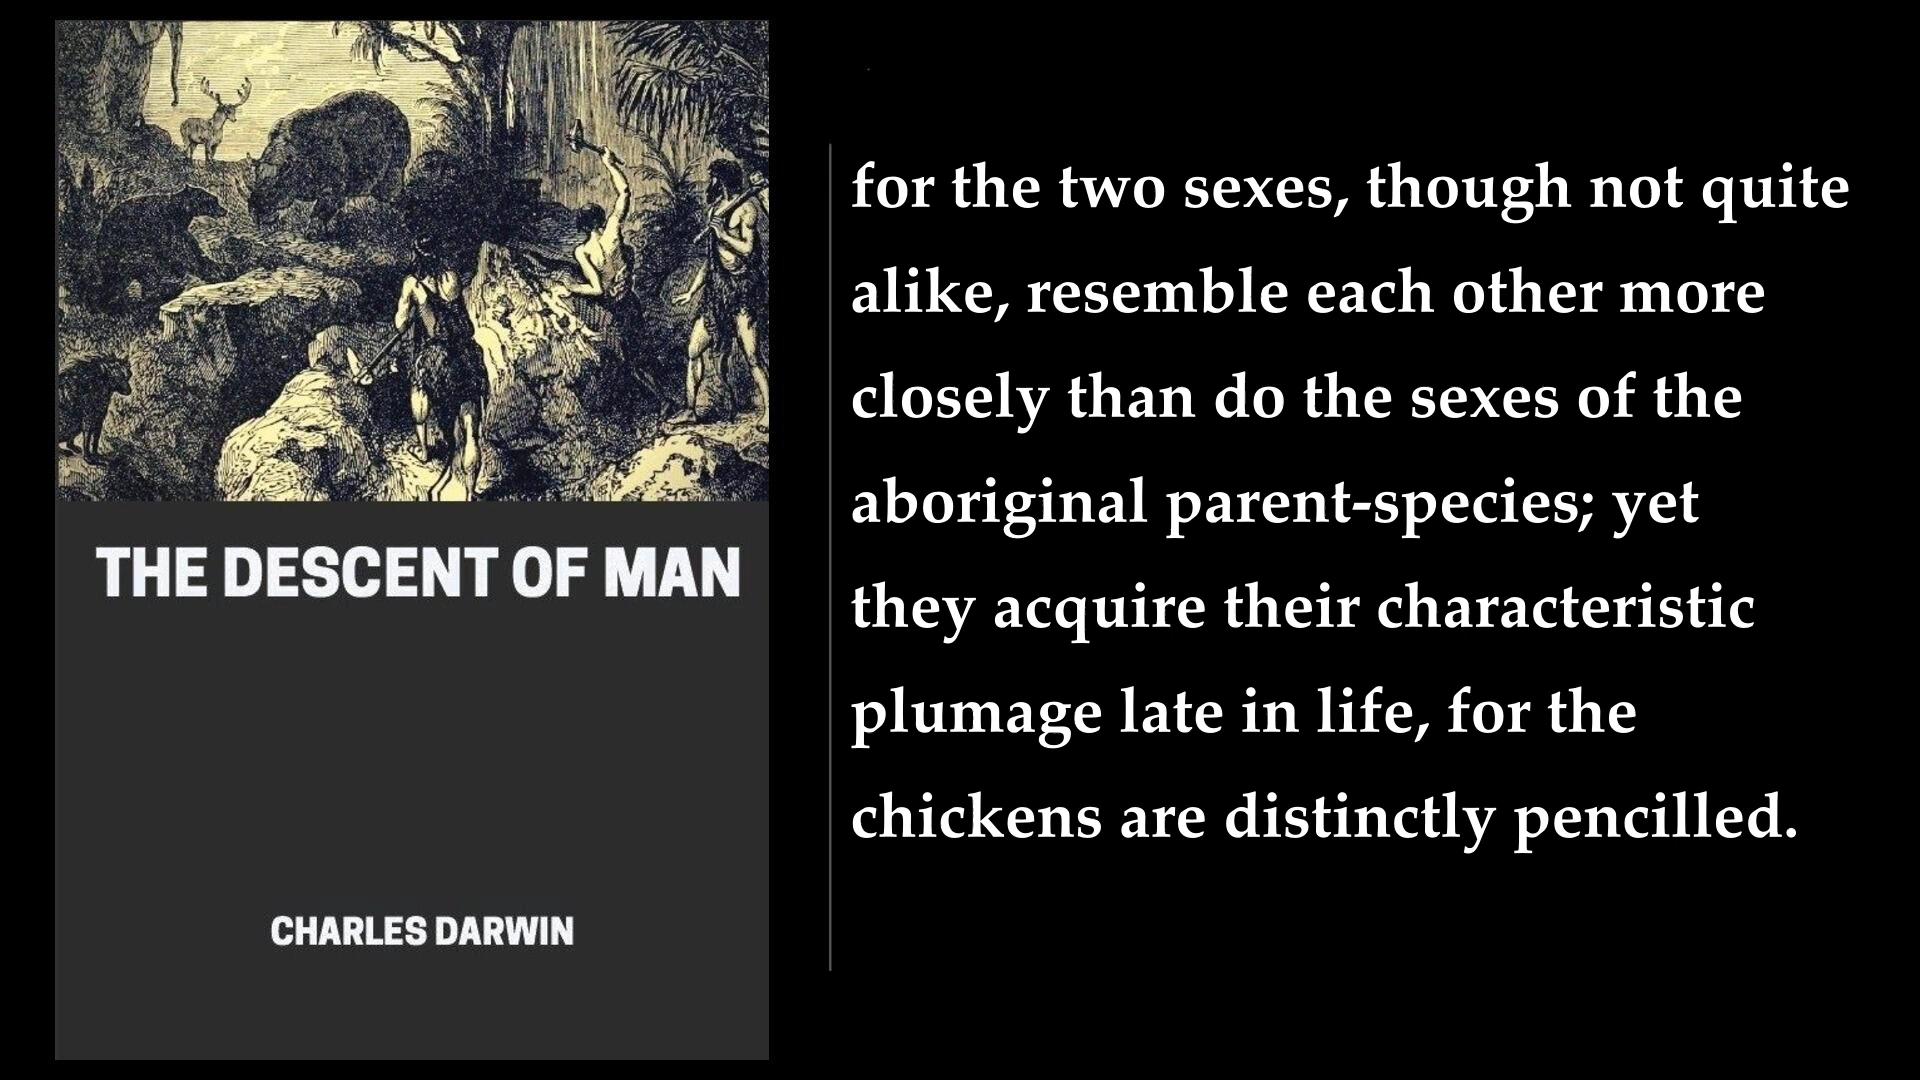 THE DESCENT OF MAN
CHARLES DARWIN
for the two sexes, though not quite
alike, resemble each other more
closely than do the sexes of the
aboriginal parent-species; yet
they acquire their characteristic
plumage late in life, for the
chickens are distinctly pencilled.